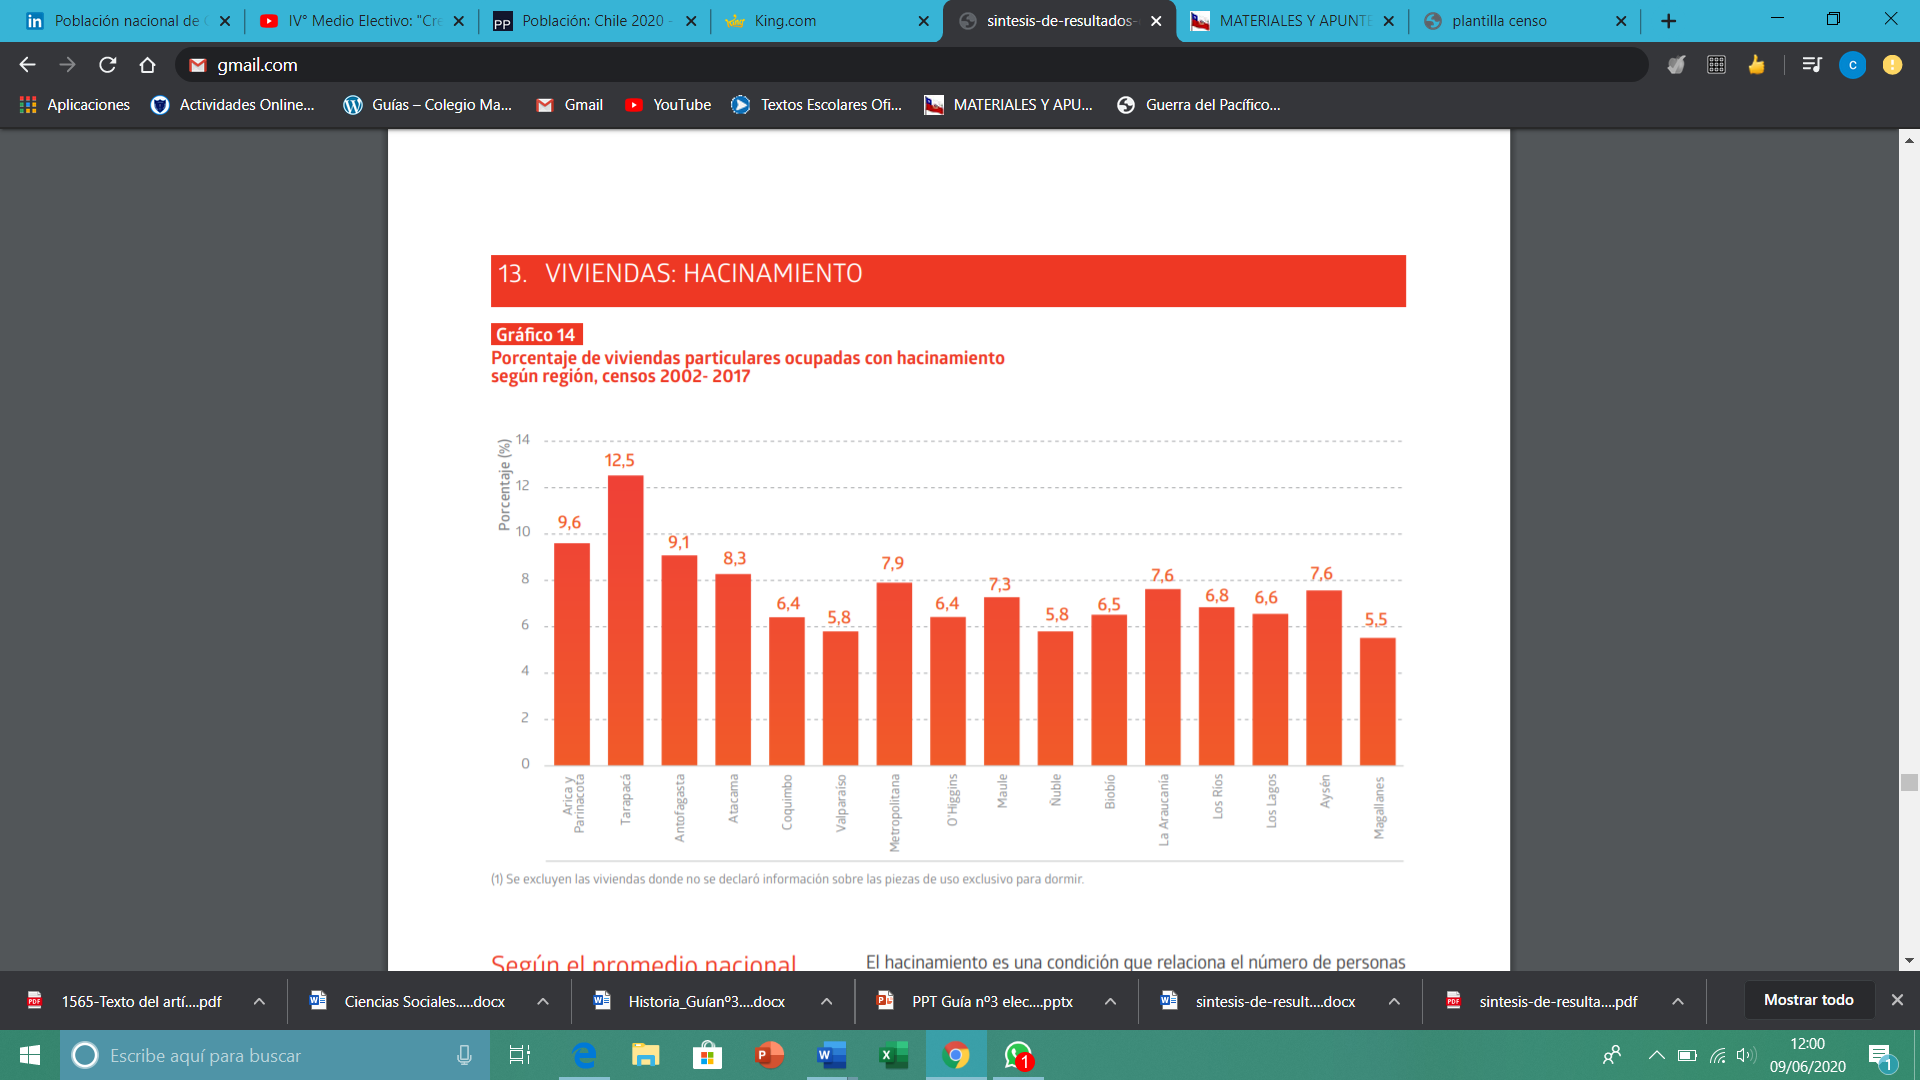 Población nacional de
IV° Medio Electivo: "Cre
Población: Chile 2020 -
King.com
sintesis-de-resultados-
MATERIALES Y APUNTE
plantilla censo
gmail.com
Aplicaciones
Actividades Online...
Guías – Colegio Ma...
Gmail
YouTube
Textos Escolares Ofi...
MATERIALES Y APU...
Guerra del Pacífico...
13. VIVIENDAS: HACINAMIENTO
Gráfico 14
Porcentaje de viviendas particulares ocupadas con hacinamiento
según región, censos 2002- 2017
Porcentaje (%)
14
12
10
8
6
4
2
0
9,6
12,5
9,1
8,3
6,4
5,8
7,9
6,4
7,3
5,8
6,5
7,6
6,8
6,6
7,6
5,5
Arica y
Parinacota
Tarapacá
Antofagasta
Atacama
Coquimbo
Valparaíso
Metropolitana
O'Higgins
Maule
Ñuble
Biobío
La Araucanía
Los Ríos
Los Lagos
Aysén
Magallanes
(1) Se excluyen las viviendas donde no se declaró información sobre las piezas de uso exclusivo para dormir.
Según el promedio nacional
El hacinamiento es una condición que relaciona el número de personas
1565-Texto del artí....pdf
Ciencias Sociales.....docx
Historia_Guíanº3....docx
PPT Guía nº3 elec....pptx
sintesis-de-result....docx
sintesis-de-resulta....pdf
Mostrar todo
Escribe aquí para buscar
1
12:00
09/06/2020
1